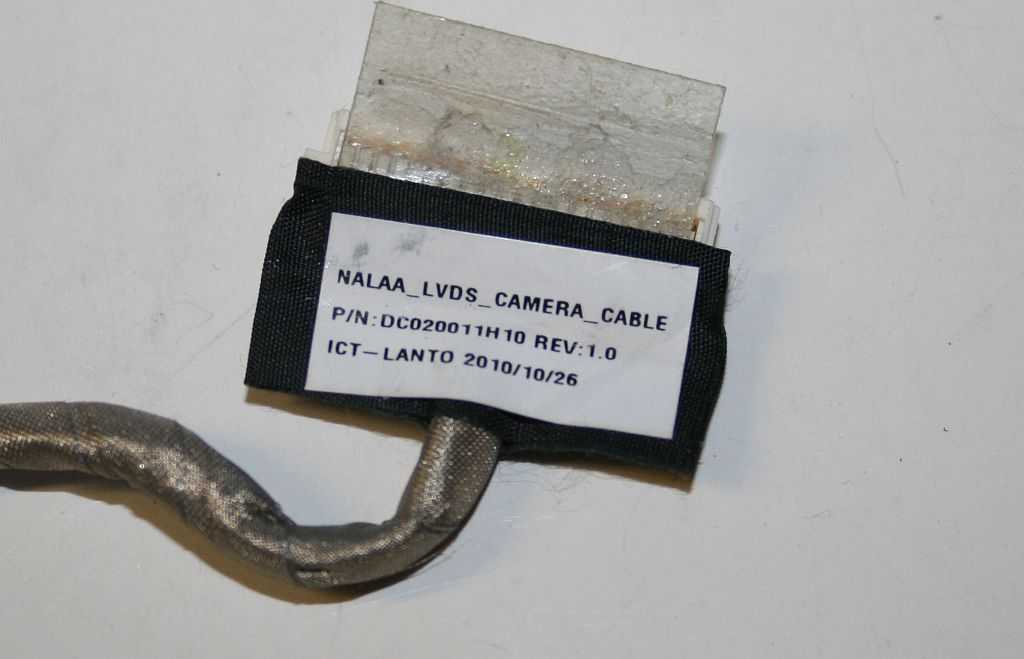 NALAA_LVDS_CAMERA_CABLE
P/N:DC020011H10 REV:1.0
ICT-LANTO 2010/10/26